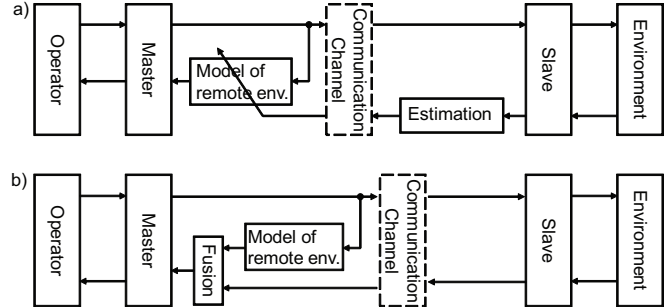 a)
Operator
Master
Model of
remote env.
Communication
Channel
Estimation
Slave
Environment
b)
Operator
Master
Fusion
Model of
remote env.
Communication
Channel
Slave
Environment